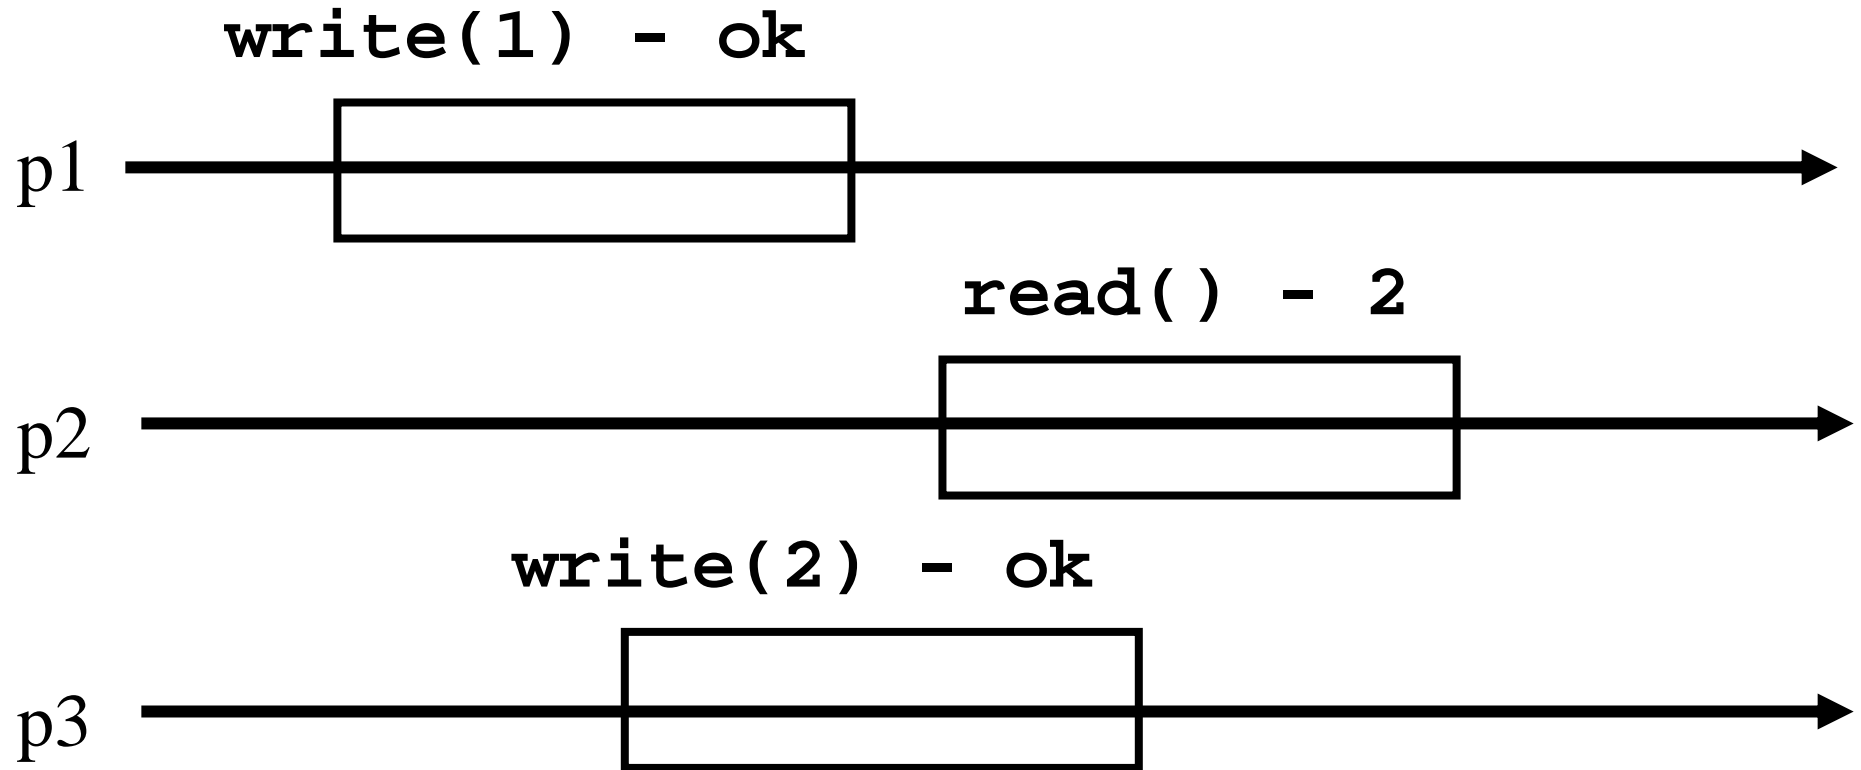 write(1) - ok
p1
read() - 2
p2
write(2) - ok
p3